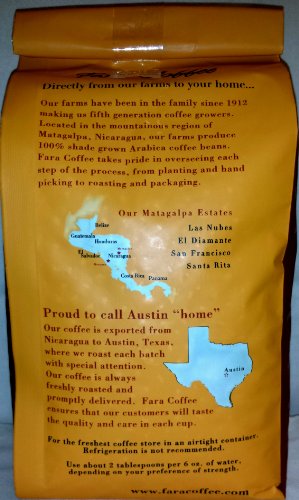 Directly from our farms to your home...
Our farms have been in the family since 1912
making us fifth generation coffee growers.
Located in the mountainous region of
Matagalpa, Nicaragua, our farms produce
100% shade grown Arabica coffee beans.
Fara Coffee takes pride in overseeing each
step of the process, from planting and hand
picking to roasting and packaging.
Our Matagalpa Estates
Las Nubes
El Diamante
San Francisco
Santa Rita
Belize
Guatemala
Honduras
El Salvador
Nicaragua
Costa Rica
Panama
Proud to call Austin "home"
Our coffee is exported from
Nicaragua to Austin, Texas,
where we roast each batch
with special attention.
Our coffee is always
freshly roasted and
promptly delivered. Fara Coffee
ensures that our customers will taste
the quality and care in each cup.
Austin
For the freshest coffee store in an airtight container.
Refrigeration is not recommended.
Use about 2 tablespoons per 6 oz. of water,
depending on your preference of strength.
www.faracoffee.com